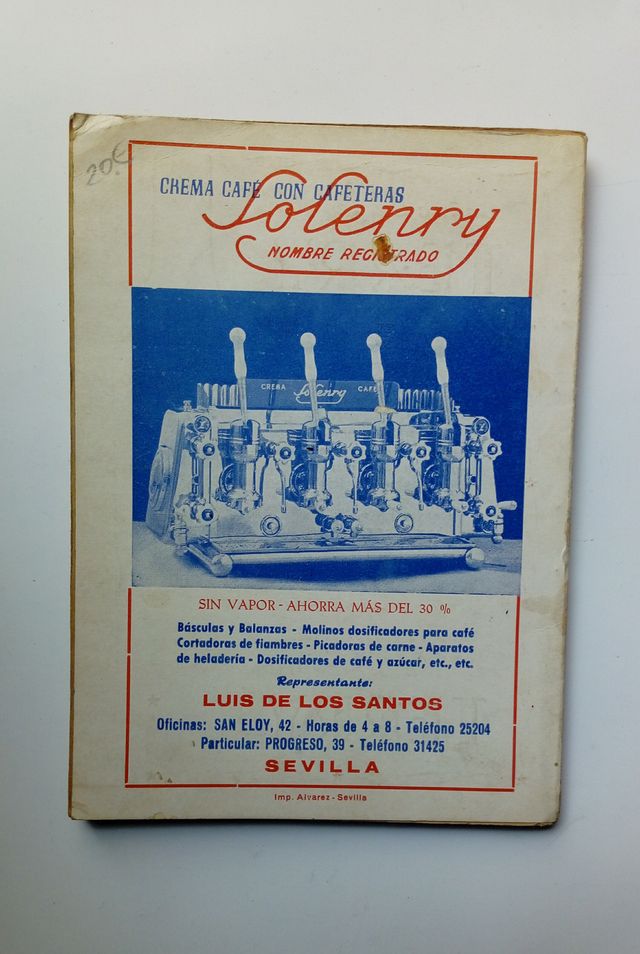 20 €
CREMA CAFÉ CON CAFETERAS
Solenry
NOMBRE REGISTRADO
CREMA Solenry CAFE
SIN VAPOR - AHORRA MÁS DEL 30 %
Básculas y Balanzas - Molinos dosificadores para café
Cortadoras de fiambres - Picadoras de carne - Aparatos
de heladería - Dosificadores de café y azúcar, etc., etc.
Representante:
LUIS DE LOS SANTOS
Oficinas: SAN ELOY, 42 - Horas de 4 a 8 - Teléfono 25204
Particular: PROGRESO, 39 - Teléfono 31425
SEVILLA
Imp. Alvarez - Sevilla